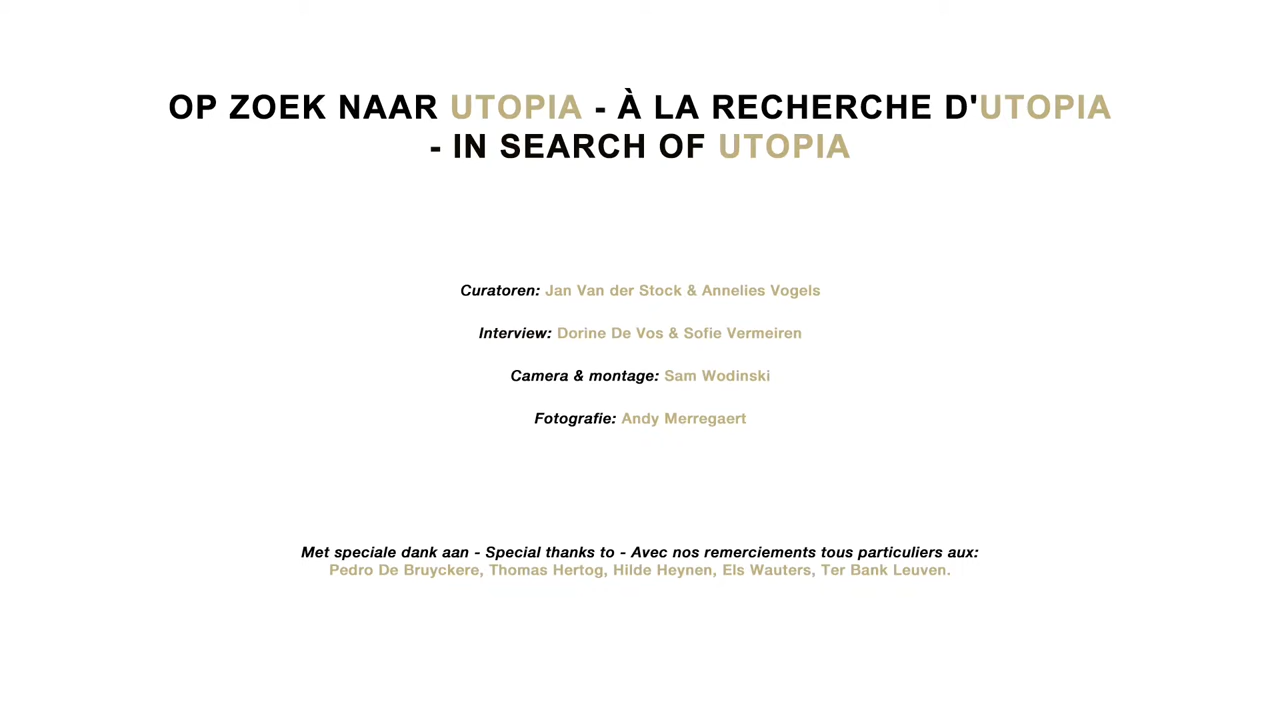 OP ZOEK NAAR UTOPIA - À LA RECHERCHE D'UTOPIA
- IN SEARCH OF UTOPIA
Curatoren: Jan Van der Stock & Annelies Vogels
Interview: Dorine De Vos & Sofie Vermeiren
Camera & montage: Sam Wodinski
Fotografie: Andy Merregaert
Met speciale dank aan - Special thanks to - Avec nos remerciements tous particuliers aux:
Pedro De Bruyckere, Thomas Hertog, Hilde Heynen, Els Wauters, Ter Bank Leuven.